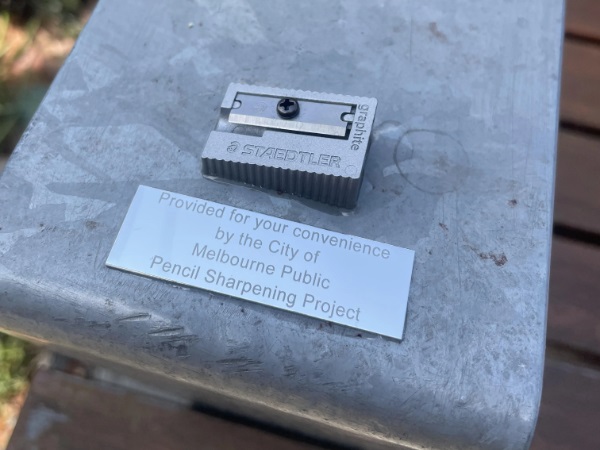 graphite
STAEDTLER
Provided for your convenience
by the City of
Melbourne Public
Pencil Sharpening Project